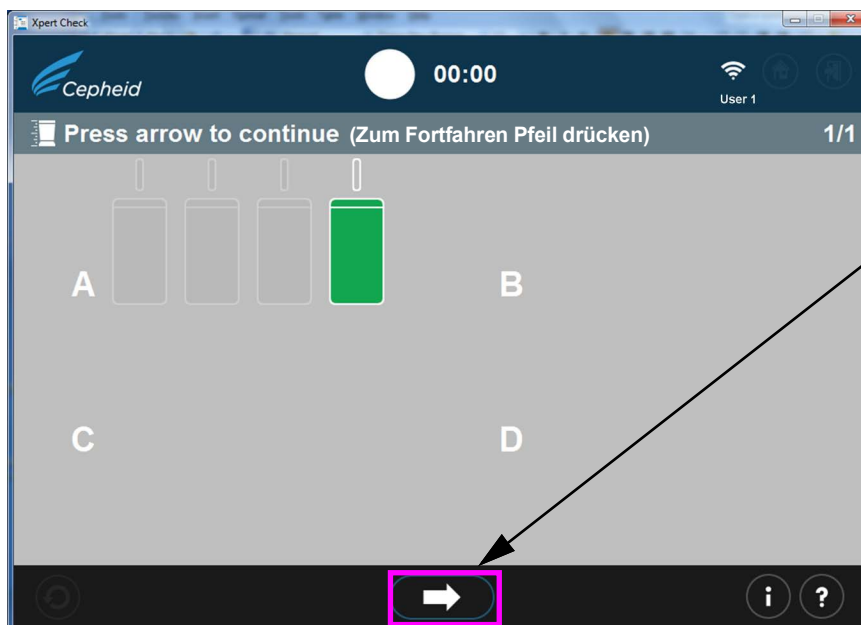 Xpert Check
Cepheid
00:00
User 1
Press arrow to continue (Zum Fortfahren Pfeil drücken)
1/1
A
B
C
D
i
?